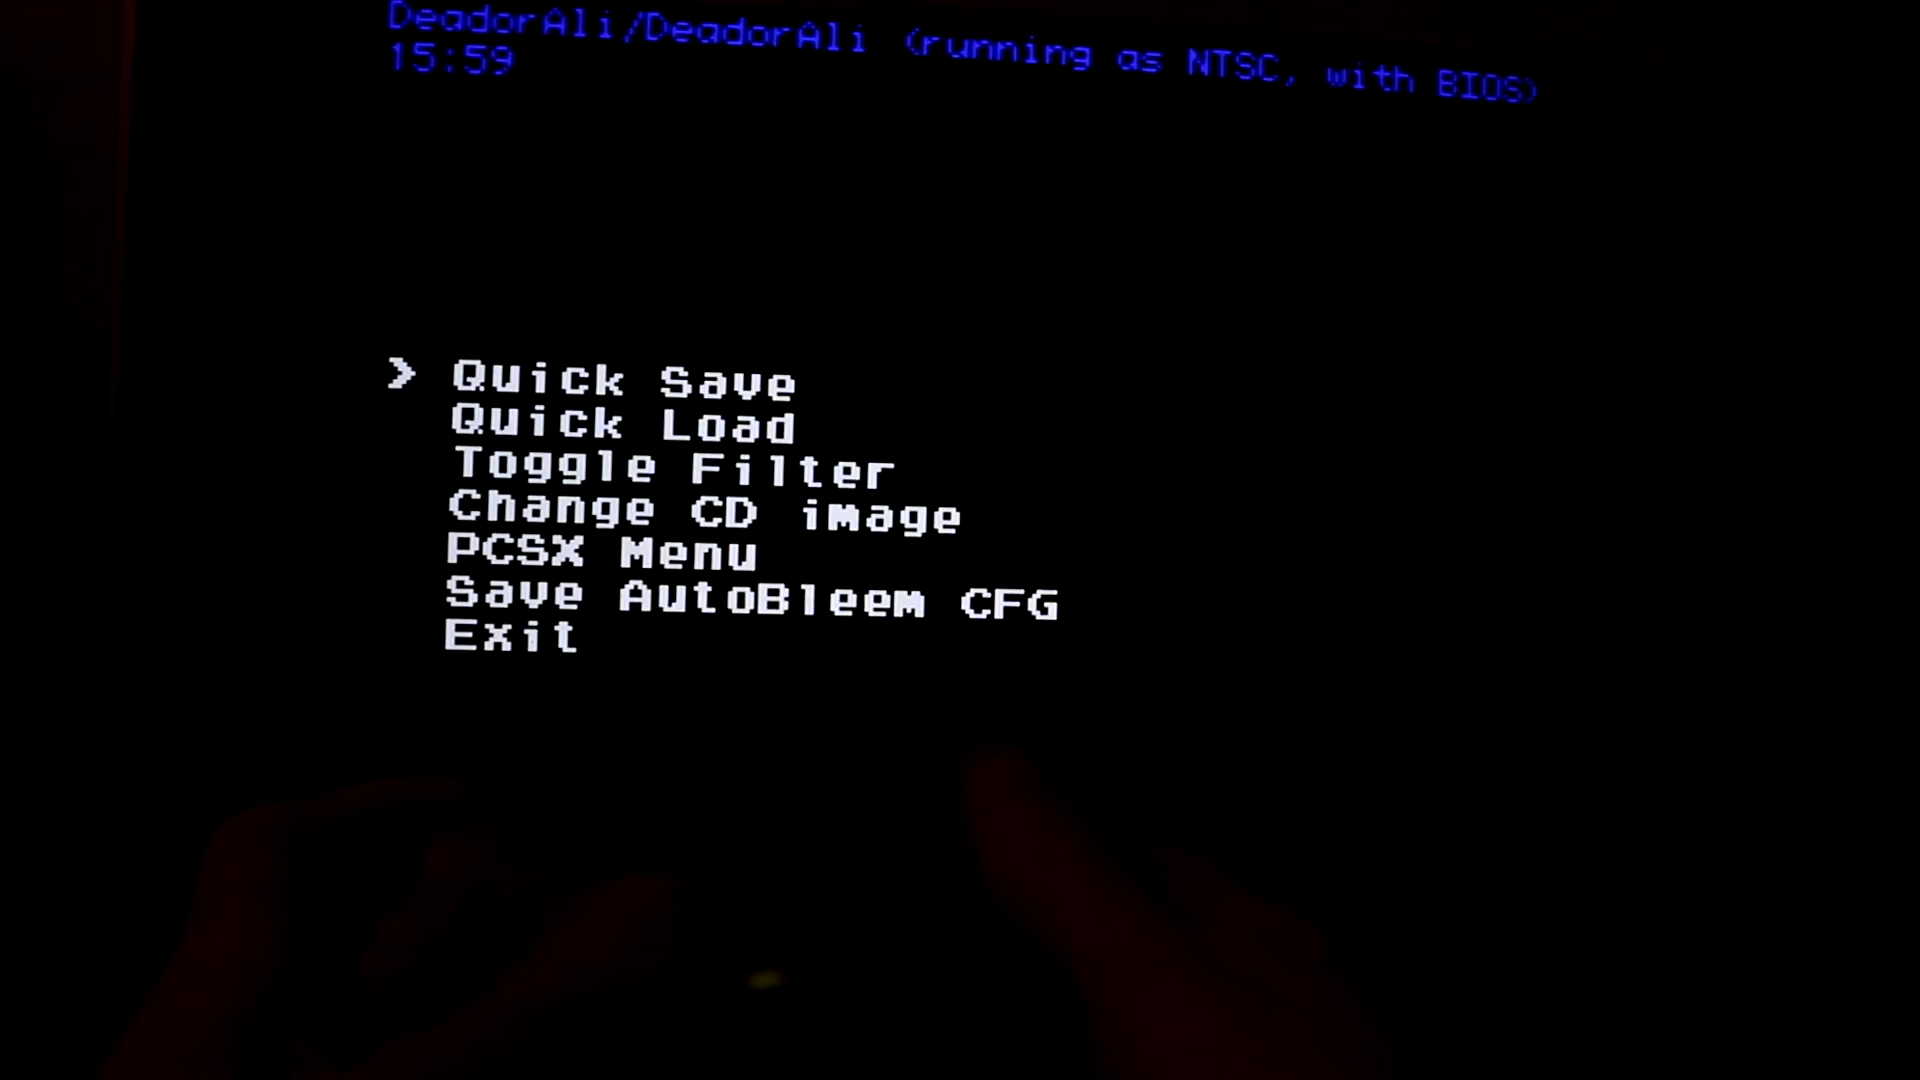 DeadorAli/DeadorAli (running as NTSC, with BIOS)
15:59
> Quick Save
Quick Load
Toggle Filter
Change CD image
PCSX Menu
Save AutoBleem CFG
Exit